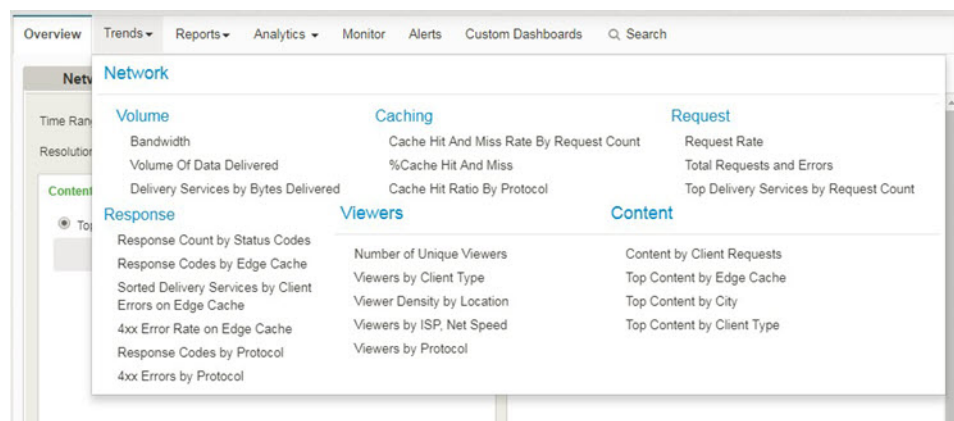 Overview Trends Reports Analytics Monitor Alerts Custom Dashboards Search
Network
Volume
Bandwidth
Volume Of Data Delivered
Delivery Services by Bytes Delivered
Caching
Cache Hit And Miss Rate By Request Count
%Cache Hit And Miss
Cache Hit Ratio By Protocol
Request
Request Rate
Total Requests and Errors
Top Delivery Services by Request Count
Response
Response Count by Status Codes
Response Codes by Edge Cache
Sorted Delivery Services by Client
Errors on Edge Cache
4xx Error Rate on Edge Cache
Response Codes by Protocol
4xx Errors by Protocol
Viewers
Number of Unique Viewers
Viewers by Client Type
Viewer Density by Location
Viewers by ISP, Net Speed
Viewers by Protocol
Content
Content by Client Requests
Top Content by Edge Cache
Top Content by City
Top Content by Client Type
Time Ran
Resolution
Content